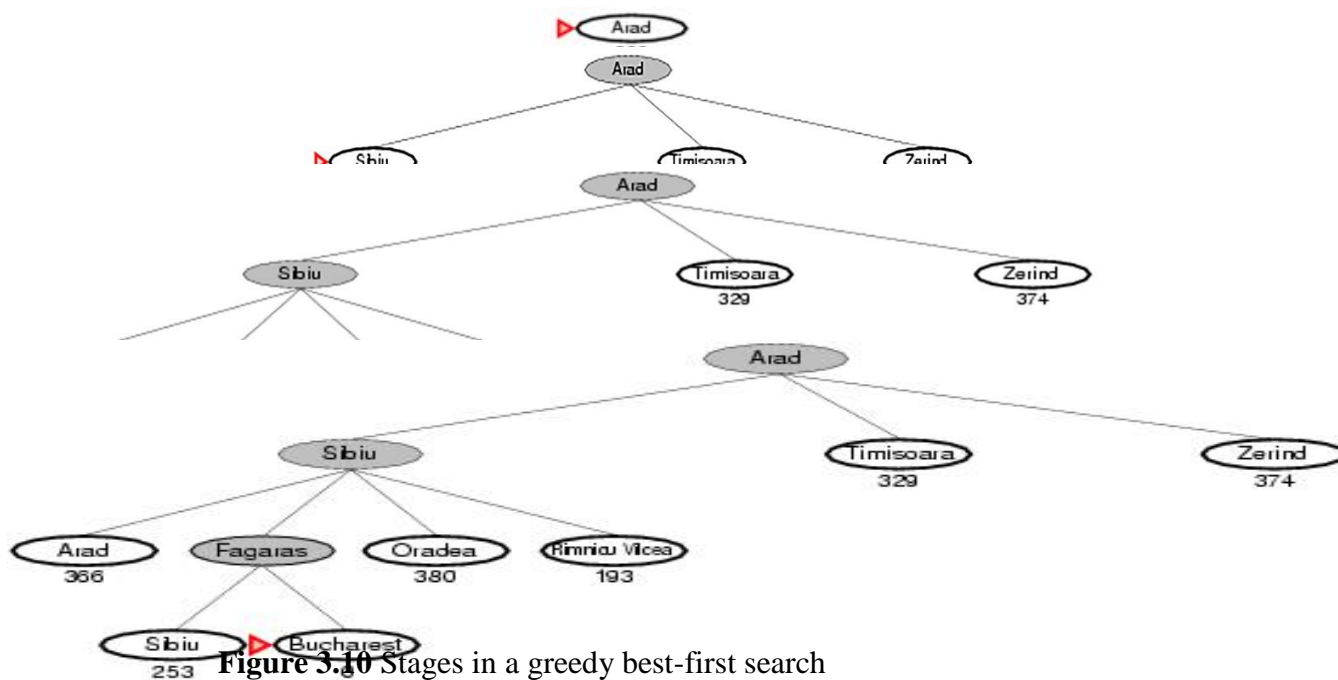 Arad
Arad
Sibiu Timisoara Zerind
Arad
Sibiu Timisoara Zerind
329 374
Arad
Sibiu Timisoara Zerind
329 374
Arad Fagaras Oradea Rimnicu Vilcea
366 380 193
Sibiu Bucharest
253 0
Figure 3.10 Stages in a greedy best-first search